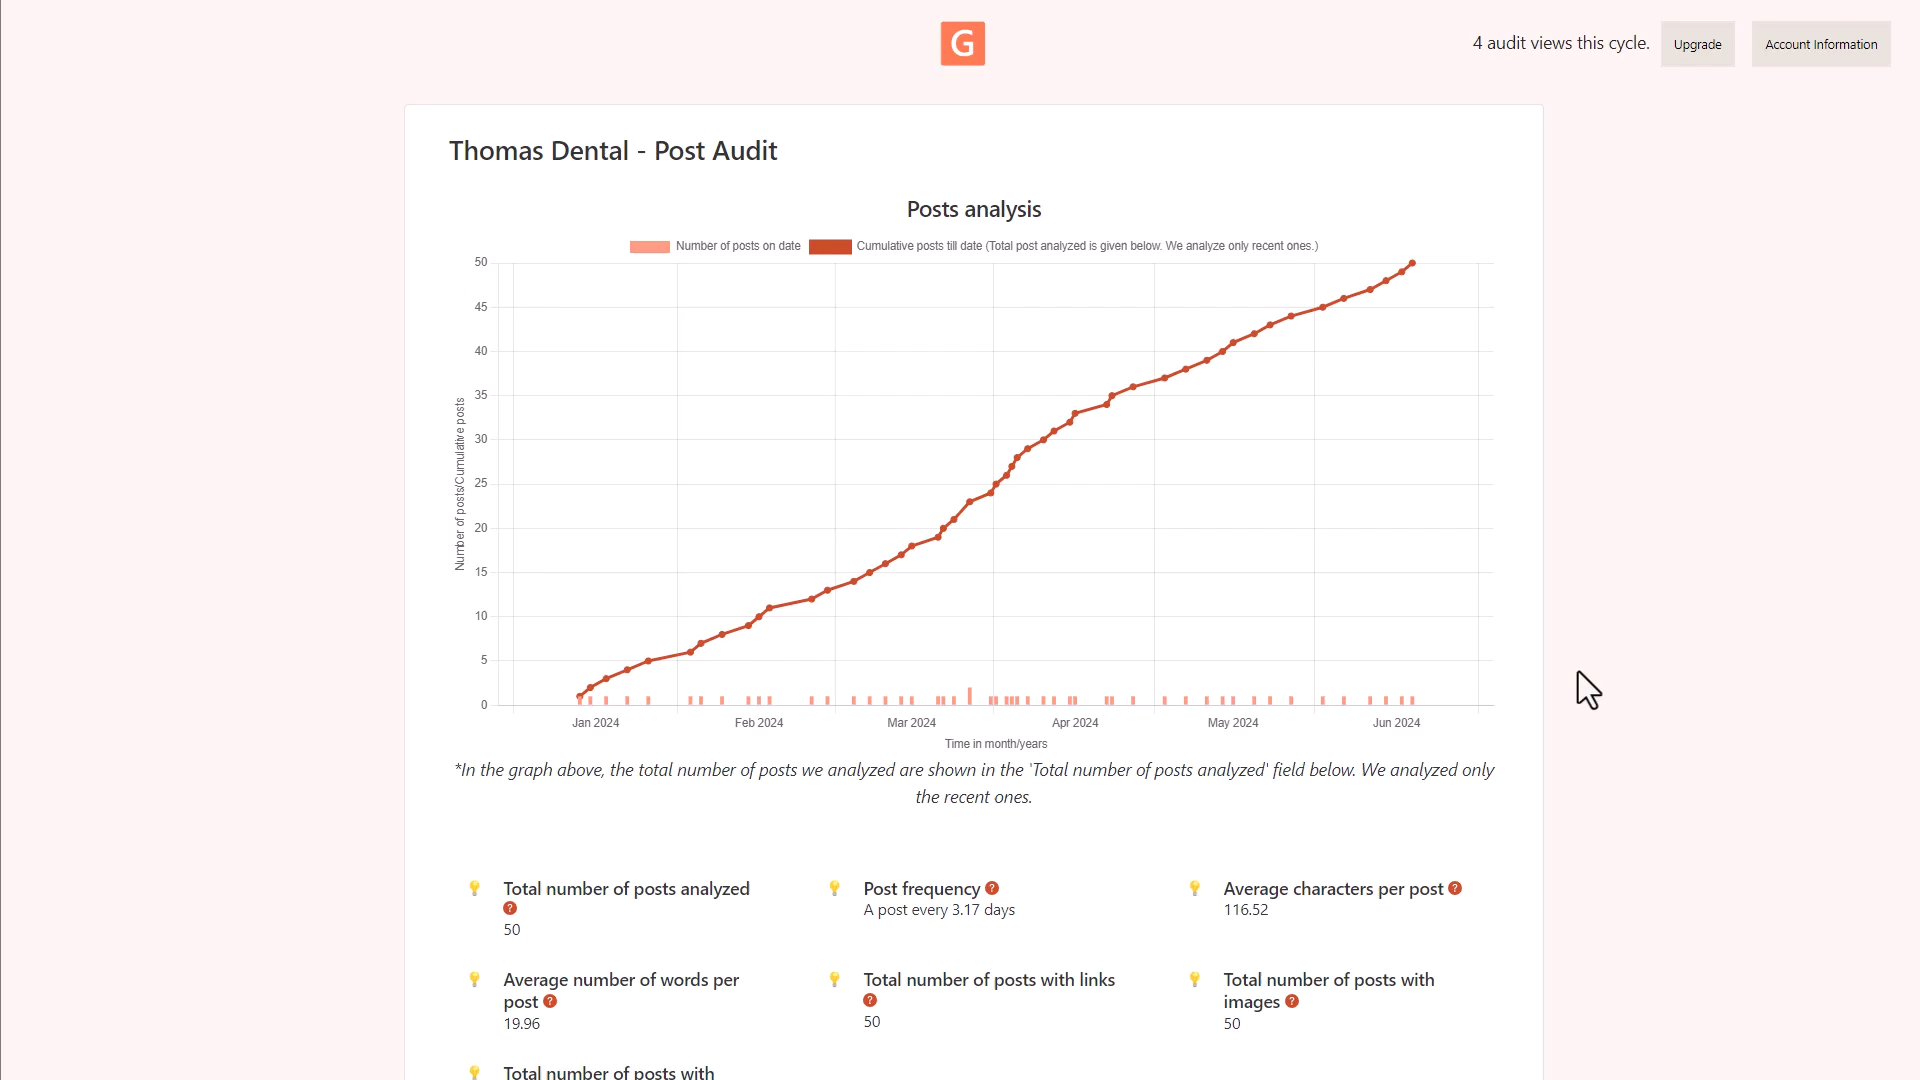 G
4 audit views this cycle.
Upgrade
Account Information
Thomas Dental - Post Audit
Posts analysis
Number of posts on date
Cumulative posts till date (Total post analyzed is given below. We analyze only recent ones.)
50
45
40
35
30
25
20
15
10
5
0
Number of posts/Cumulative posts
Jan 2024
Feb 2024
Mar 2024
Apr 2024
May 2024
Jun 2024
Time in month/years
*In the graph above, the total number of posts we analyzed are shown in the 'Total number of posts analyzed' field below. We analyzed only
the recent ones.
Total number of posts analyzed
?
50
Post frequency ?
A post every 3.17 days
Average characters per post ?
116.52
Average number of words per
post ?
19.96
Total number of posts with links
?
50
Total number of posts with
images ?
50
Total number of posts with